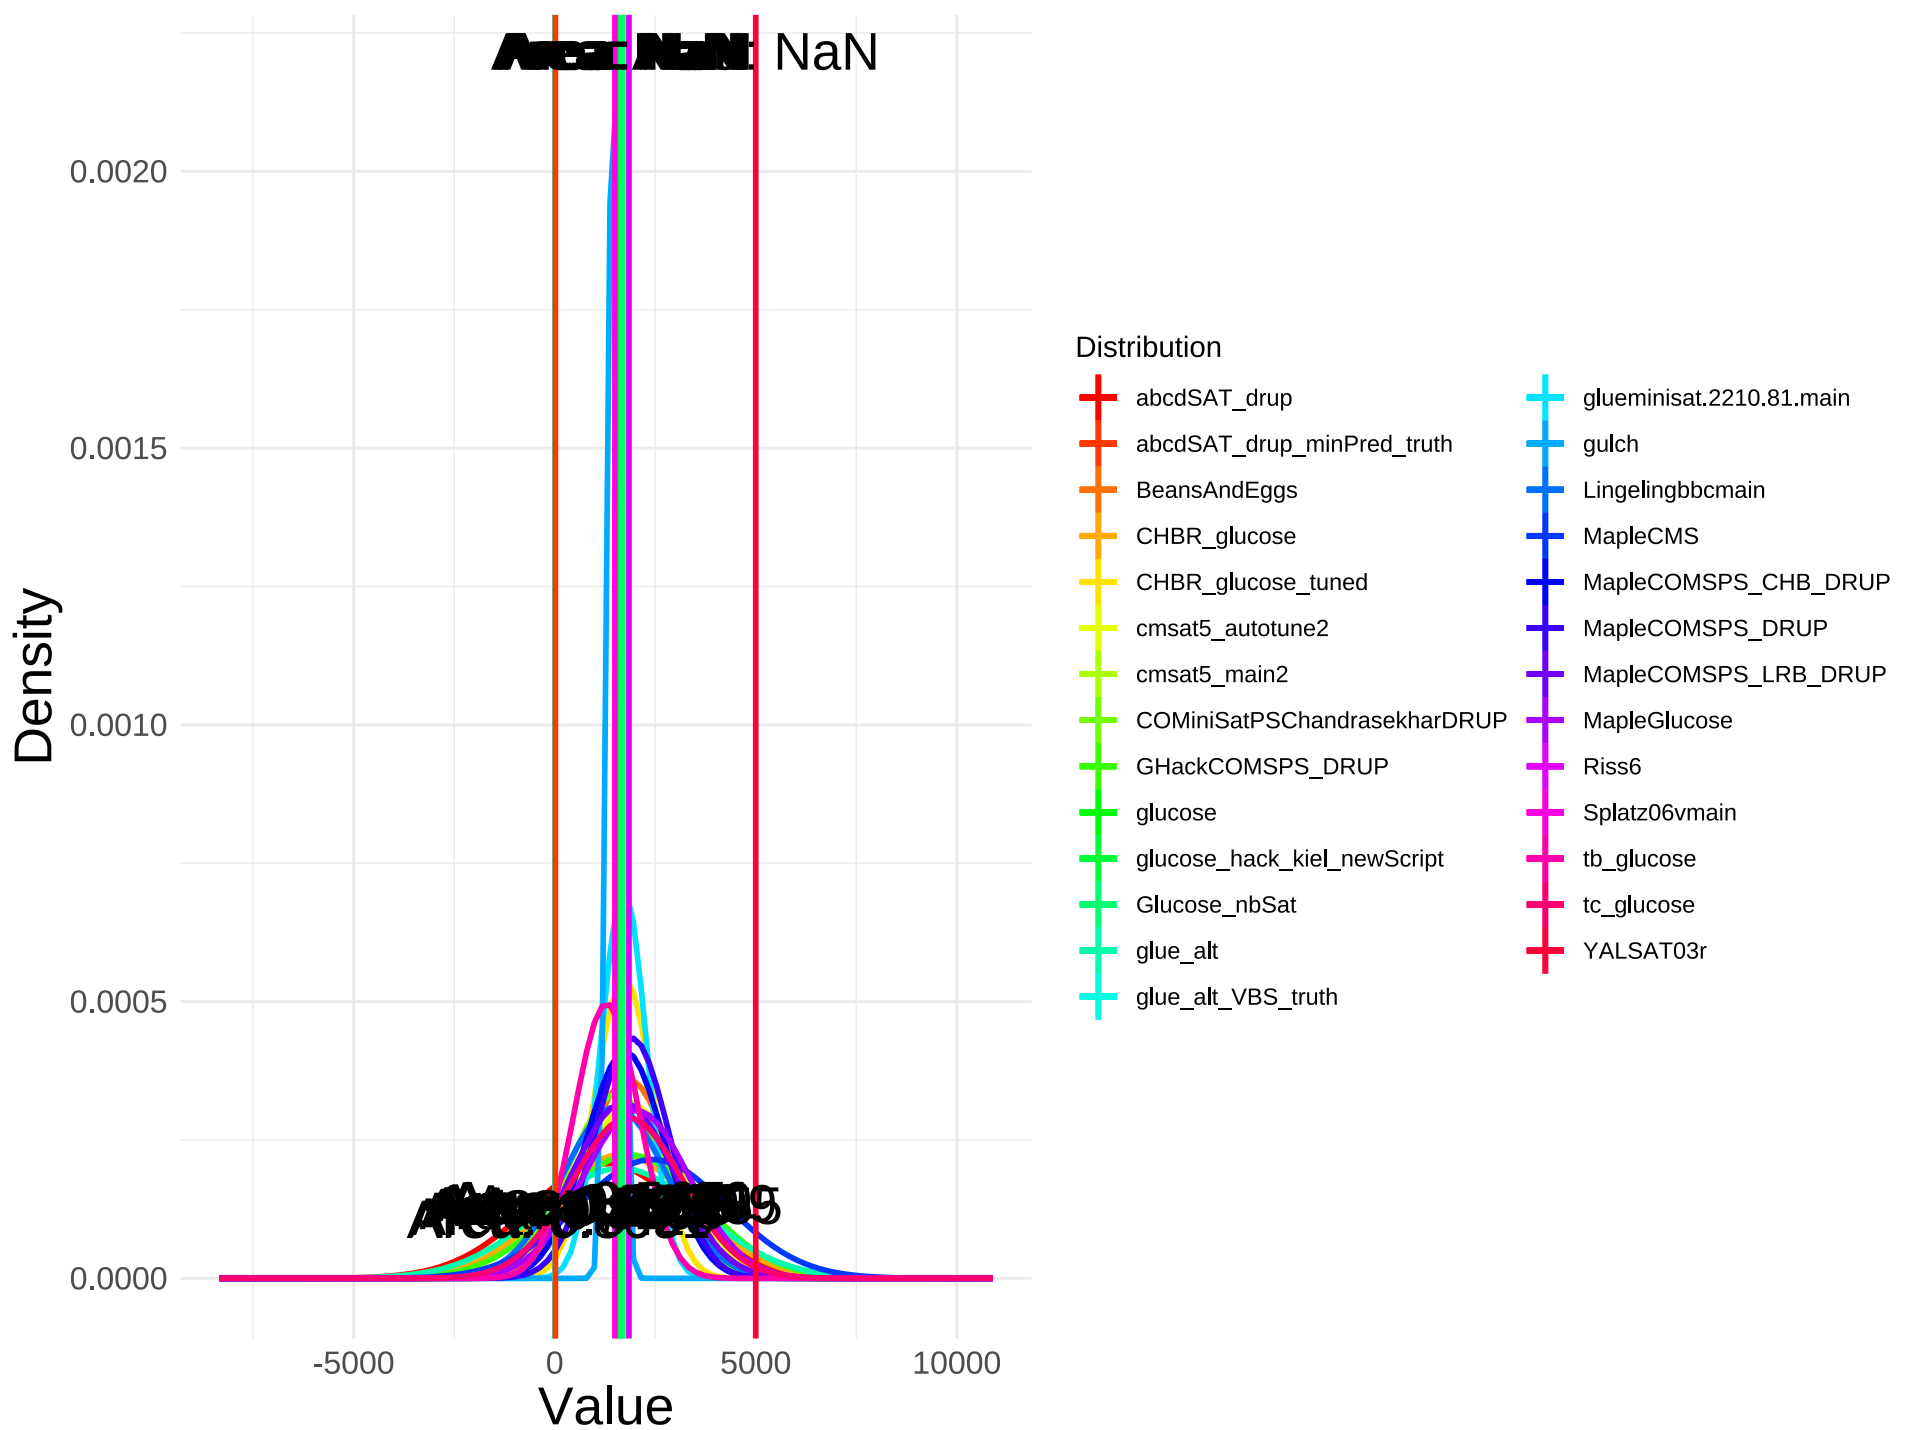 NaN
0.0020
0.0015
0.0010
0.0005
0.0000
Density
-5000 0 5000 10000
Value
Distribution
abcdSAT_drup
abcdSAT_drup_minPred_truth
BeansAndEggs
CHBR_glucose
CHBR_glucose_tuned
cmsat5_autotune2
cmsat5_main2
COMiniSatPSChandrasekharDRUP
GHackCOMSPS_DRUP
glucose
glucose_hack_kiel_newScript
Glucose_nbSat
glue_alt
glue_alt_VBS_truth
glueminisat.2210.81.main
gulch
Lingelingbbcmain
MapleCMS
MapleCOMSPS_CHB_DRUP
MapleCOMSPS_DRUP
MapleCOMSPS_LRB_DRUP
MapleGlucose
Riss6
Splatz06vmain
tb_glucose
tc_glucose
YALSAT03r